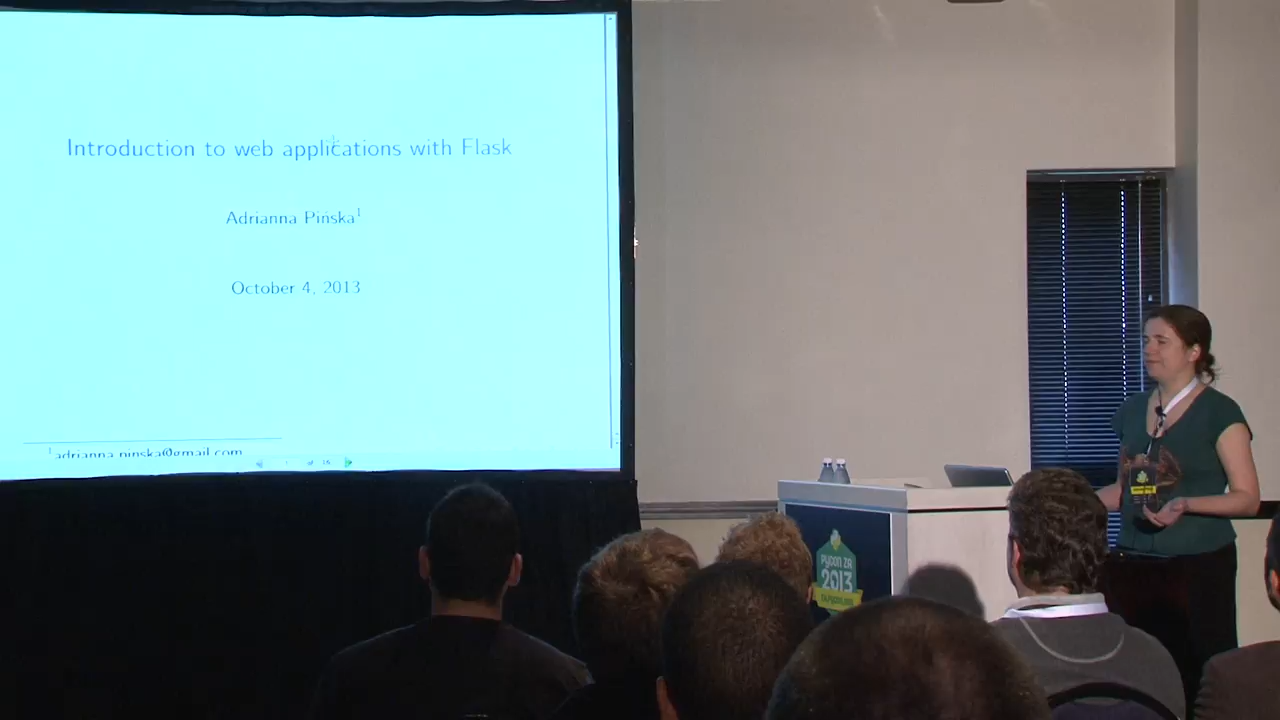 Introduction to web applications with Flask
Adrianna Pińska¹
October 4, 2013
¹adrianna.pinska@gmail.com
PYCON ZA
2013